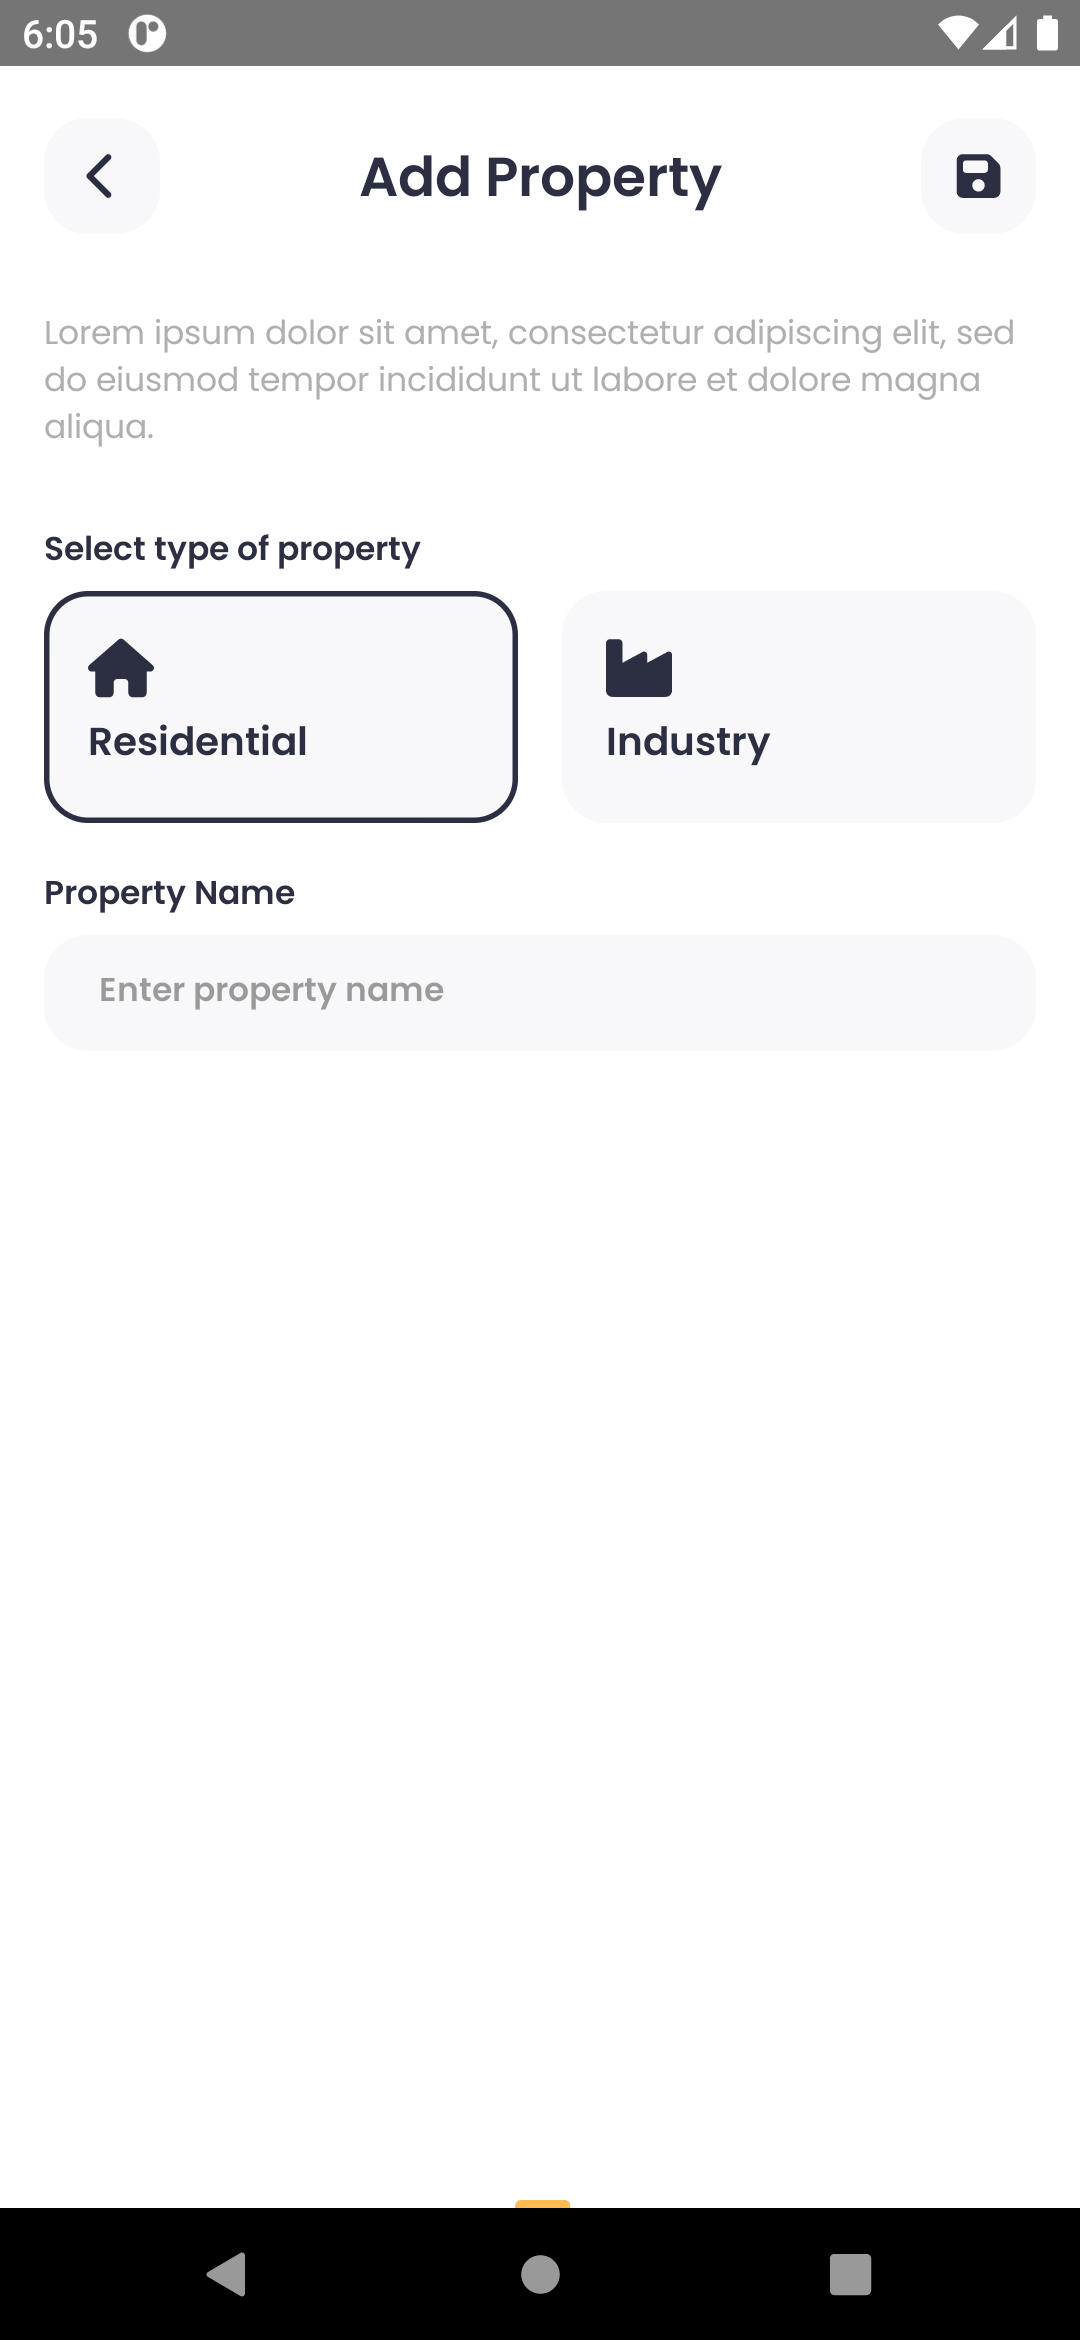 6:05
Add Property
Lorem ipsum dolor sit amet, consectetur adipiscing elit, sed
do eiusmod tempor incididunt ut labore et dolore magna
aliqua.
Select type of property
Residential
Industry
Property Name
Enter property name